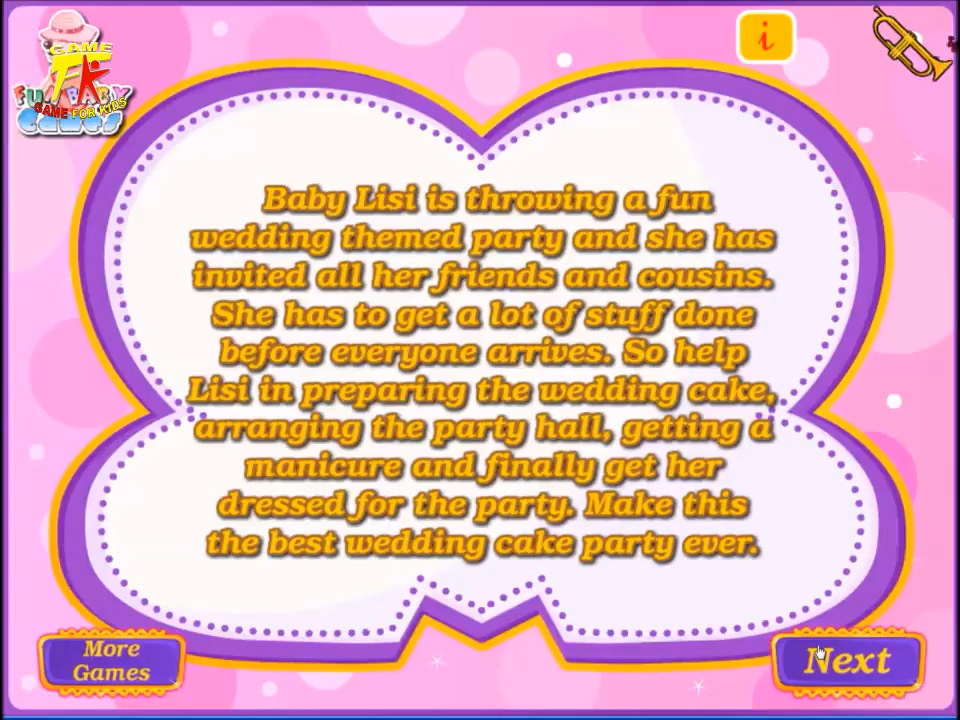 GAME
FUN BABY
GAME FOR KIDS
Games
i
Baby Lisi is throwing a fun
wedding themed party and she has
invited all her friends and cousins.
She has to get a lot of stuff done
before everyone arrives. So help
Lisi in preparing the wedding cake,
arranging the party hall, getting a
manicure and finally get her
dressed for the party. Make this
the best wedding cake party ever.
More
Games
Next